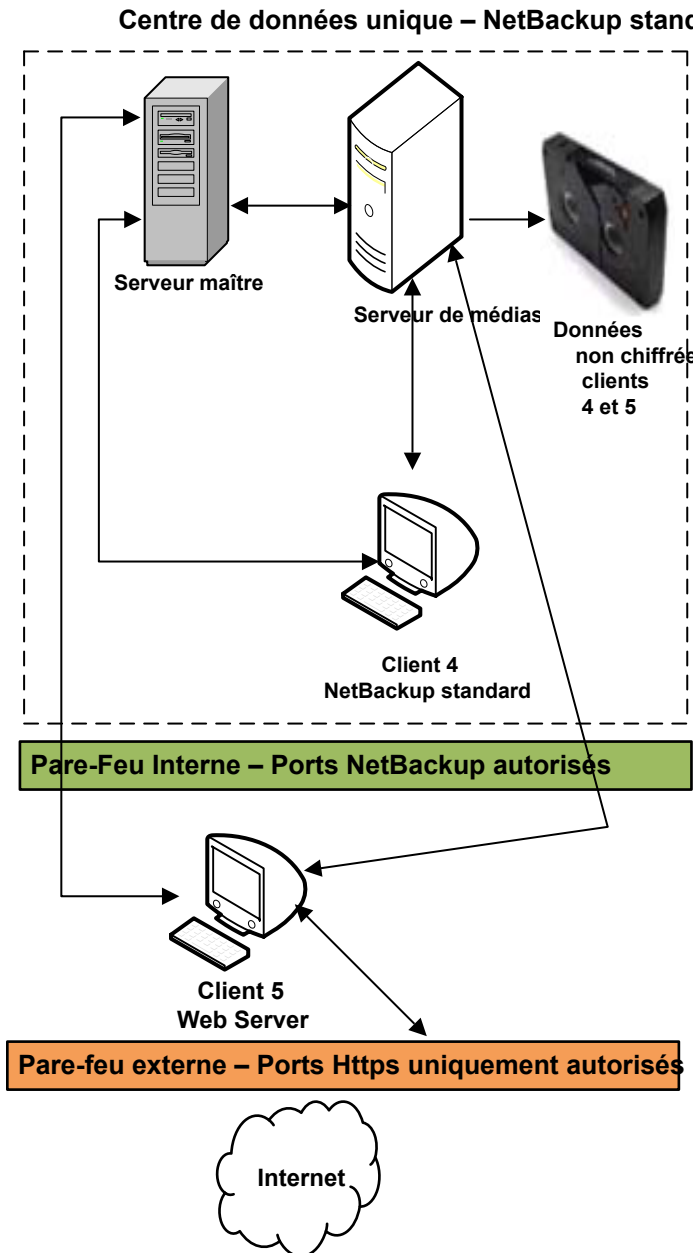 Centre de données unique – NetBackup stand
Serveur maître
Serveur de médias
Données
non chiffrée
clients
4 et 5
Client 4
NetBackup standard
Pare-Feu Interne – Ports NetBackup autorisés
Client 5
Web Server
Pare-feu externe – Ports Https uniquement autorisés
Internet